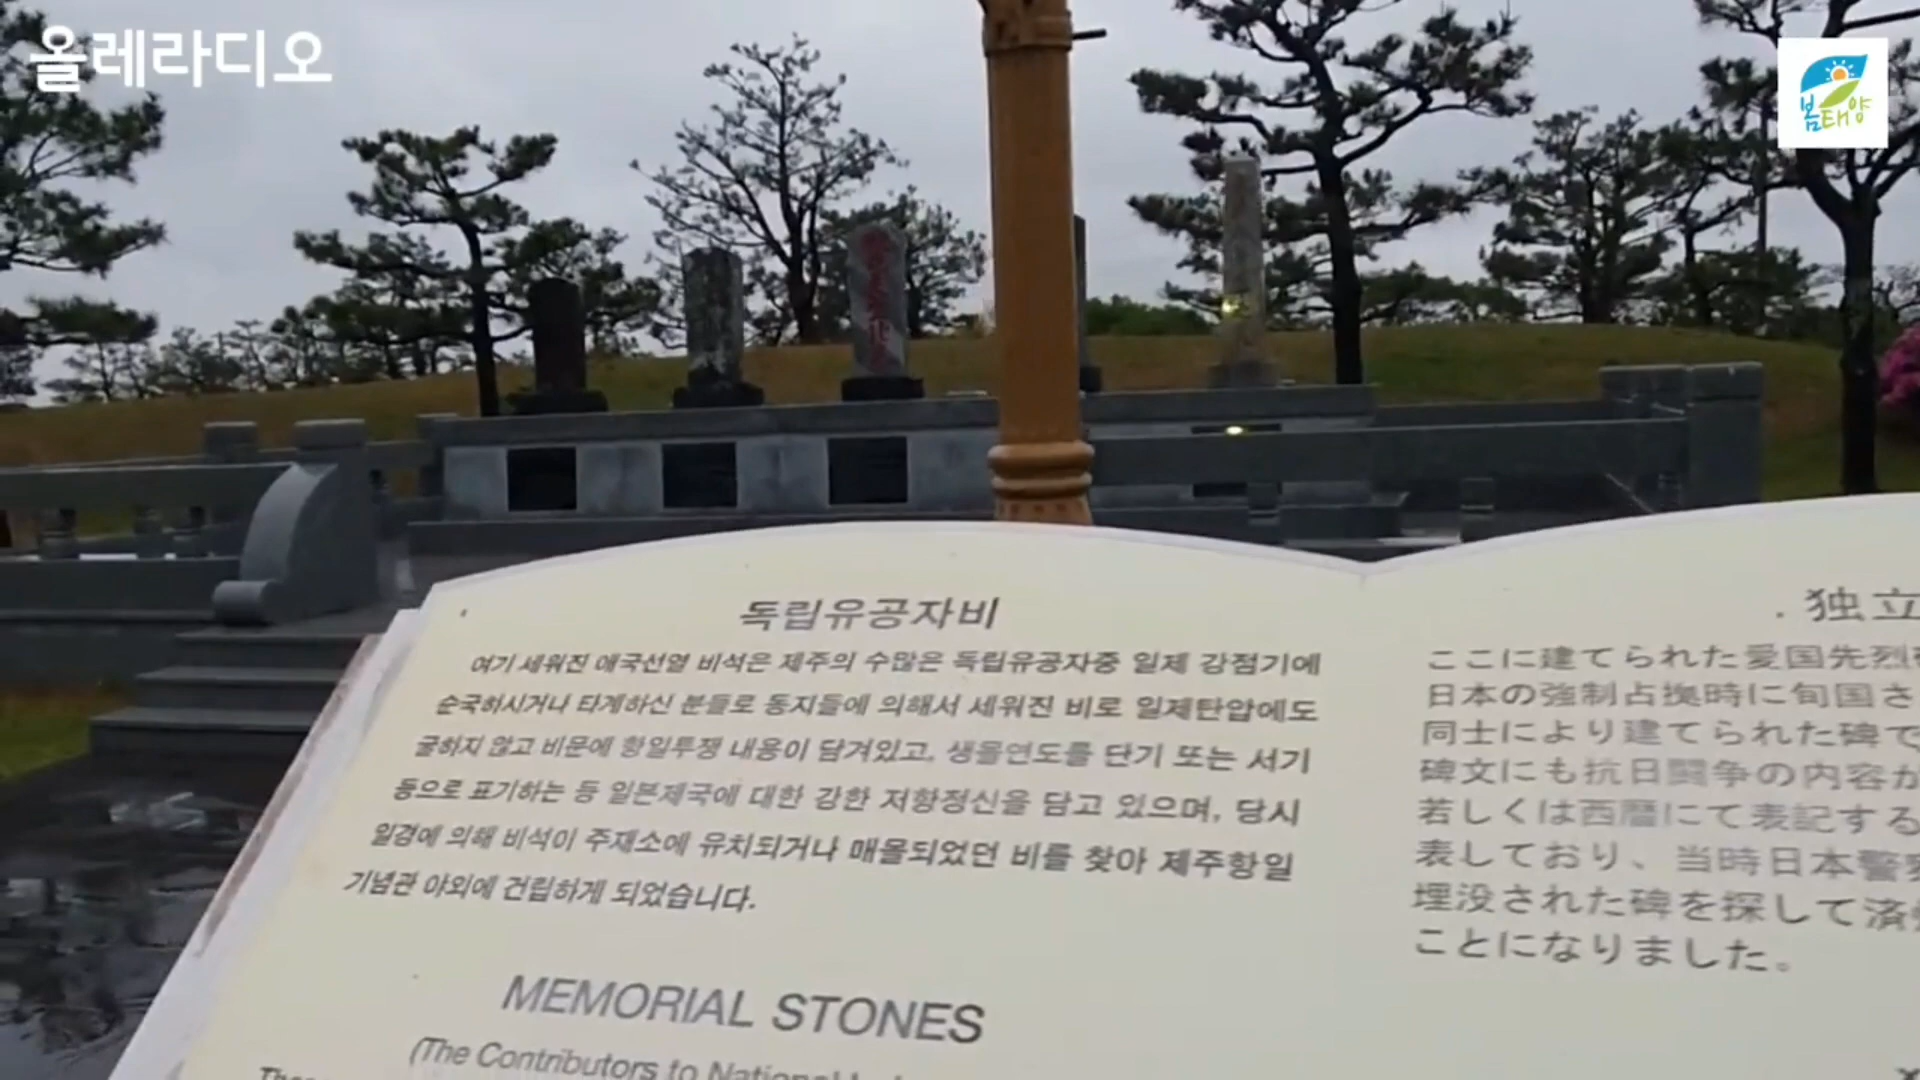 올레라디오
봄태양
독립유공자비
여기 세워진 애국선열 비석은 제주의 수많은 독립유공자중 일제 강점기에
순국하시거나 타계하신 분들로 동지들에 의해서 세워진 비로 일제탄압에도
굴하지 않고 비문에 항일투쟁 내용이 담겨있고, 생몰연도를 단기 또는 서기
등으로 표기하는 등 일본제국에 대한 강한 저항정신을 담고 있으며, 당시
일경에 의해 비석이 주재소에 유치되거나 매몰되었던 비를 찾아 제주항일
기념관 야외에 건립하게 되었습니다.
MEMORIAL STONES
(The Contributors to National
独立
ここに建てられた愛国先烈
日本の強制占拠時に旬国さ
同士により建てられた碑で
碑文にも抗日闘争の内容が
若しくは西暦にて表記する
表しており、当時日本警察
埋没された碑を探して済州
ことになりました。